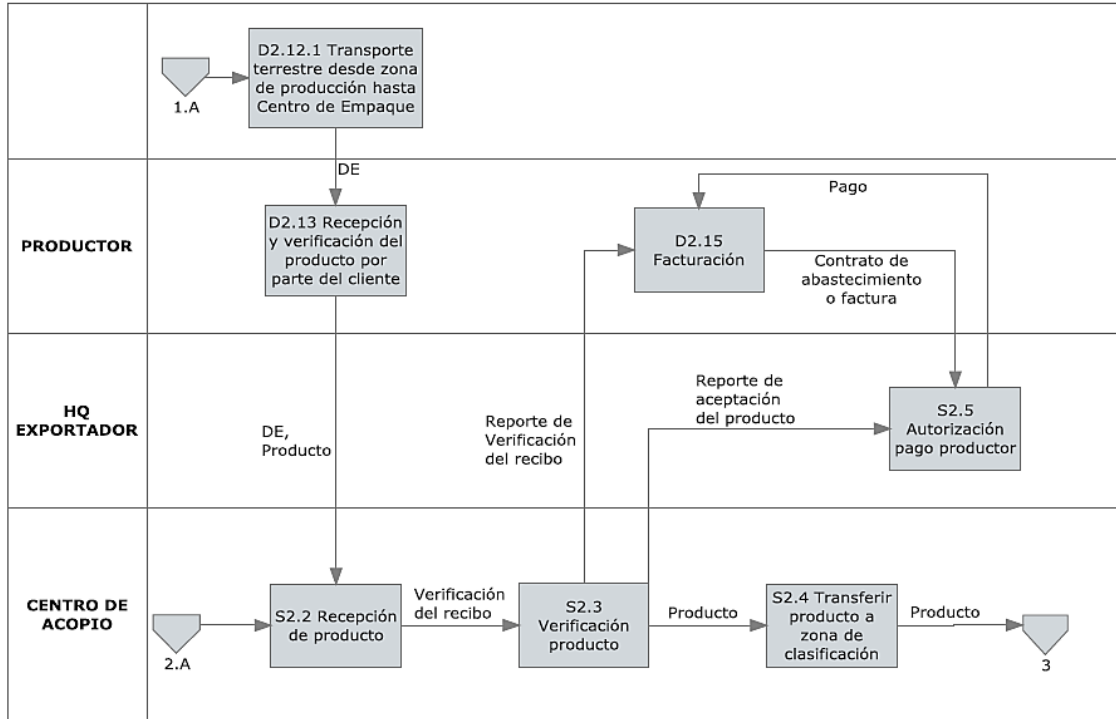 D2.12.1 Transporte
terrestre desde zona
de producción hasta
Centro de Empaque
1.A
DE
PRODUCTOR
D2.13 Recepción
y verificación del
producto por
parte del cliente
D2.15
Facturación
Pago
Contrato de
abastecimiento
o factura
HQ
EXPORTADOR
DE,
Producto
Reporte de
Verificación
del recibo
Reporte de
aceptación
del producto
S2.5
Autorización
pago productor
CENTRO DE
ACOPIO
2.A
S2.2 Recepción
de producto
Verificación
del recibo
S2.3
Verificación
producto
Producto
S2.4 Transferir
producto a
zona de
clasificación
Producto
3